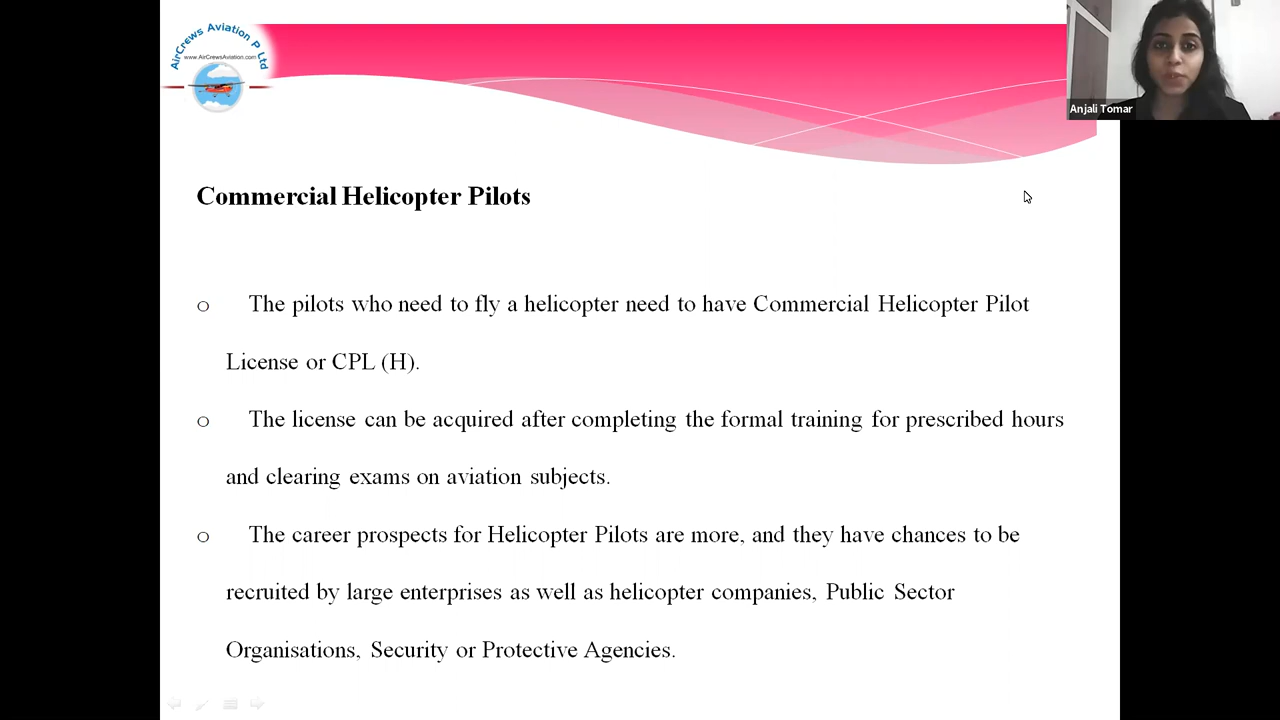 AirCrews Aviation P Ltd
www.AirCrewsAviation.com
Anjali Tomar
Commercial Helicopter Pilots
o The pilots who need to fly a helicopter need to have Commercial Helicopter Pilot
License or CPL (H).
o The license can be acquired after completing the formal training for prescribed hours
and clearing exams on aviation subjects.
o The career prospects for Helicopter Pilots are more, and they have chances to be
recruited by large enterprises as well as helicopter companies, Public Sector
Organisations, Security or Protective Agencies.